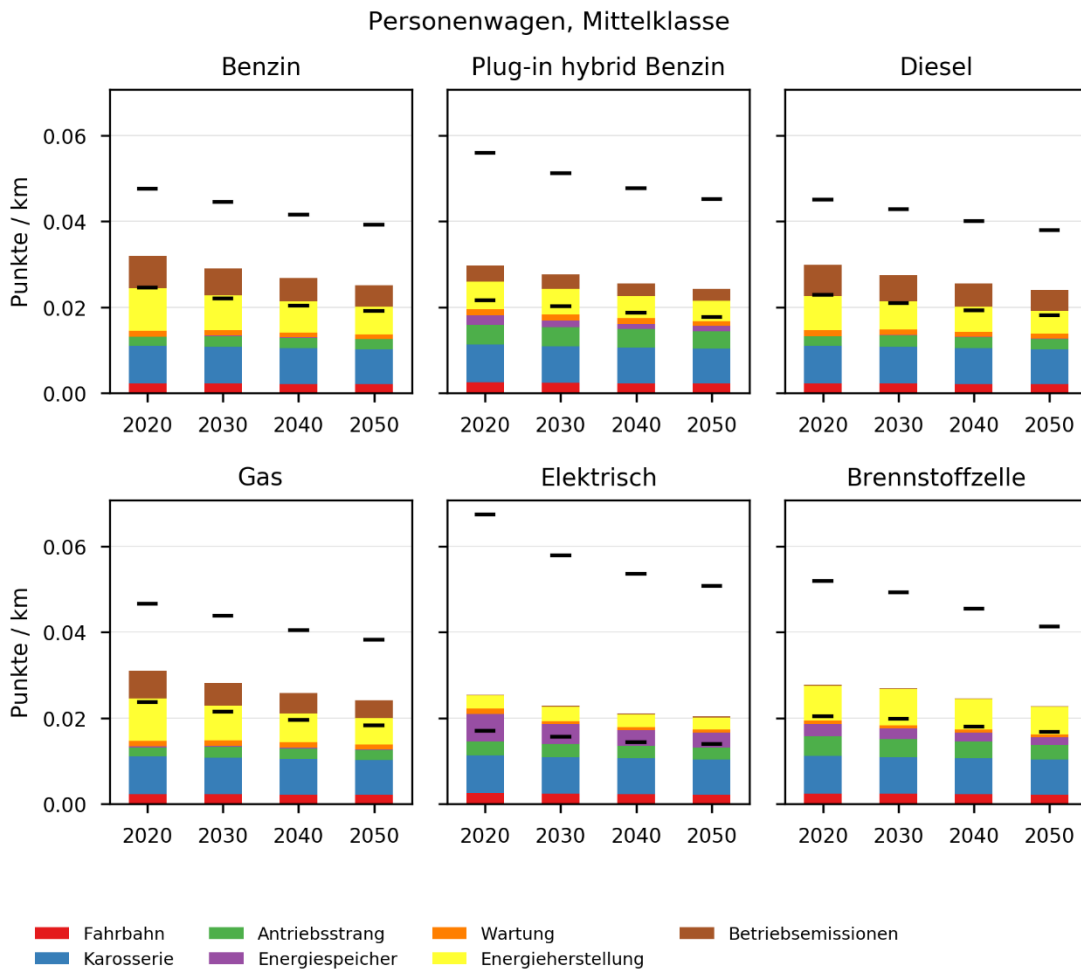 Personenwagen, Mittelklasse
Benzin Plug-in hybrid Benzin Diesel
Punkte / km
0.06
0.04
0.02
0.00
2020 2030 2040 2050 2020 2030 2040 2050 2020 2030 2040 2050
Gas Elektrisch Brennstoffzelle
Punkte / km
0.06
0.04
0.02
0.00
2020 2030 2040 2050 2020 2030 2040 2050 2020 2030 2040 2050
Fahrbahn Antriebsstrang Wartung Betriebsemissionen
Karosserie Energiespeicher Energieherstellung